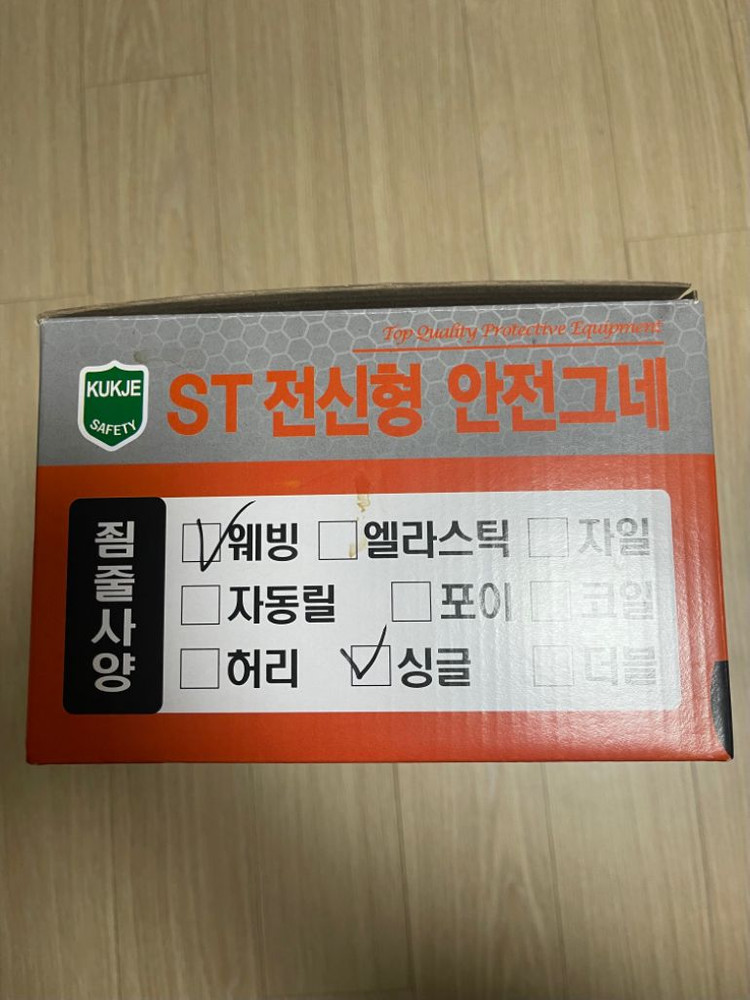 Top Quality Protective Equipment
KUKJE
SAFETY
ST 전신형 안전그네
죔줄사양
웨빙 엘라스틱 자일
자동릴 포이 코일
허리 싱글 더블